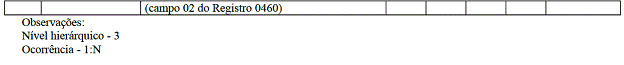 (campo 02 do Registro 0460)
Observações:
Nível hierárquico - 3
Ocorrência - 1:N